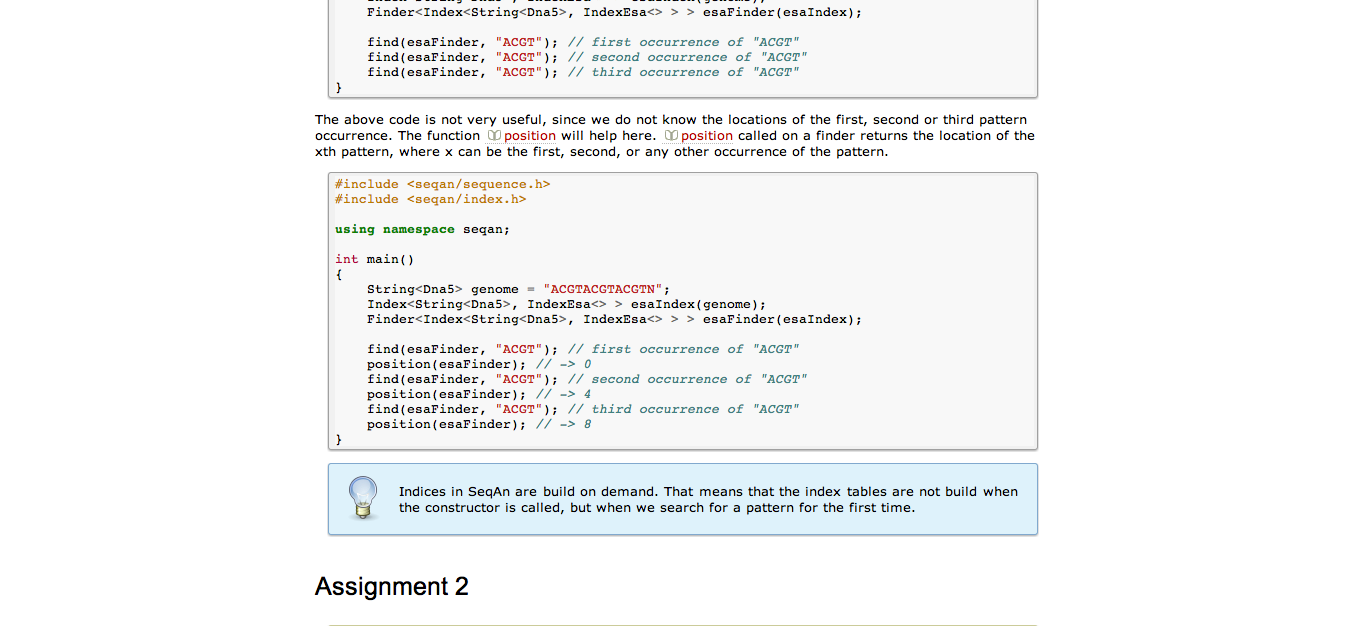 Finder<Index<String<Dna5>, IndexEsa<> > > esaFinder(esaIndex);
find(esaFinder, "ACGT"); // first occurrence of "ACGT"
find(esaFinder, "ACGT"); // second occurrence of "ACGT"
find(esaFinder, "ACGT"); // third occurrence of "ACGT"
}
The above code is not very useful, since we do not know the locations of the first, second or third pattern
occurrence. The function position will help here. position called on a finder returns the location of the
xth pattern, where x can be the first, second, or any other occurrence of the pattern.
#include <seqan/sequence.h>
#include <seqan/index.h>
using namespace seqan;
int main()
{
String<Dna5> genome = "ACGTACGTACGTN";
Index<String<Dna5>, IndexEsa<> > esaIndex(genome);
Finder<Index<String<Dna5>, IndexEsa<> > > esaFinder(esaIndex);
find(esaFinder, "ACGT"); // first occurrence of "ACGT"
position(esaFinder); // -> 0
find(esaFinder, "ACGT"); // second occurrence of "ACGT"
position(esaFinder); // -> 4
find(esaFinder, "ACGT"); // third occurrence of "ACGT"
position(esaFinder); // -> 8
}
Indices in SeqAn are build on demand. That means that the index tables are not build when
the constructor is called, but when we search for a pattern for the first time.
Assignment 2